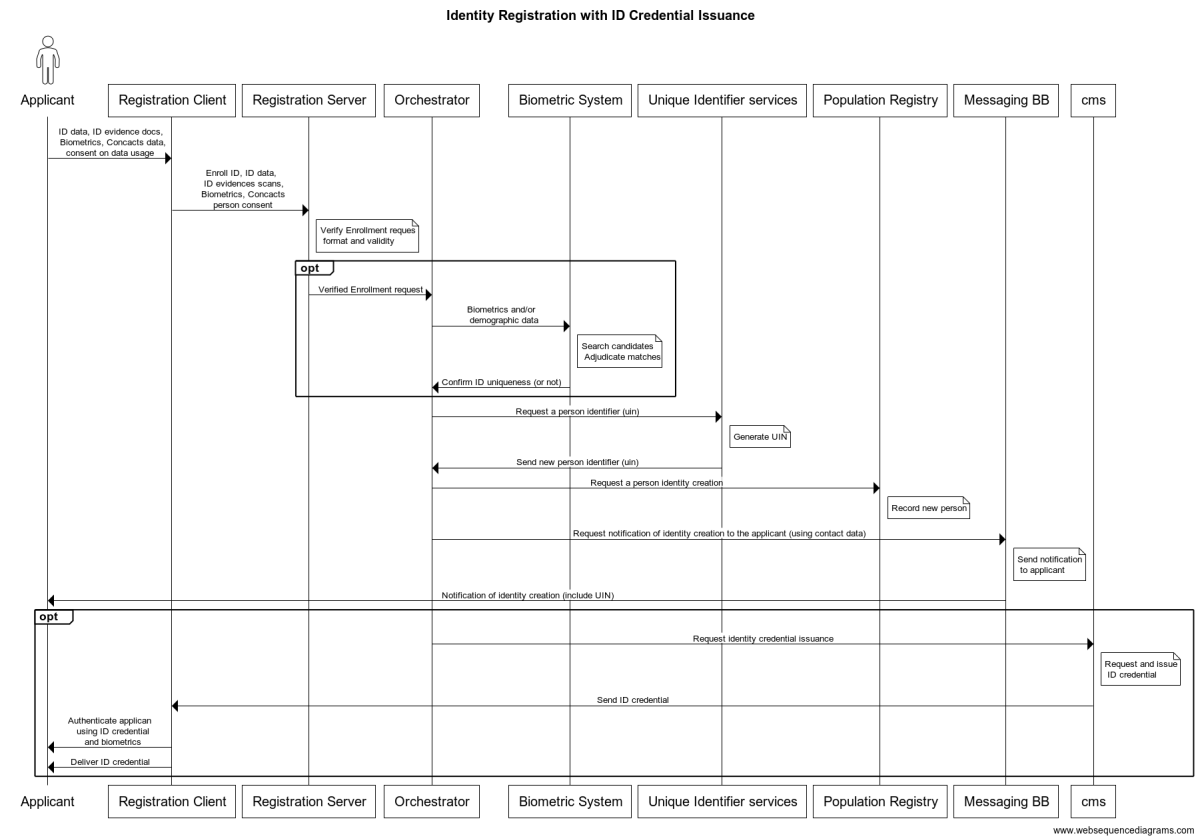 Identity Registration with ID Credential Issuance
Applicant
Registration Client
Registration Server
Orchestrator
Biometric System
Unique Identifier services
Population Registry
Messaging BB
cms
ID data, ID evidence docs,
Biometrics, Concacts data,
consent on data usage
Enroll ID, ID data,
ID evidences scans,
Biometrics, Concacts
person consent
Verify Enrollment reques
format and validity
opt
Verified Enrollment request
Biometrics and/or
demographic data
Search candidates
Adjudicate matches
Confirm ID uniqueness (or not)
Request a person identifier (uin)
Generate UIN
Send new person identifier (uin)
Request a person identity creation
Record new person
Request notification of identity creation to the applicant (using contact data)
Send notification
to applicant
Notification of identity creation (include UIN)
opt
Request identity credential issuance
Request and issue
ID credential
Send ID credential
Authenticate applican
using ID credential
and biometrics
Deliver ID credential
Applicant
Registration Client
Registration Server
Orchestrator
Biometric System
Unique Identifier services
Population Registry
Messaging BB
cms
www.websequencediagrams.com